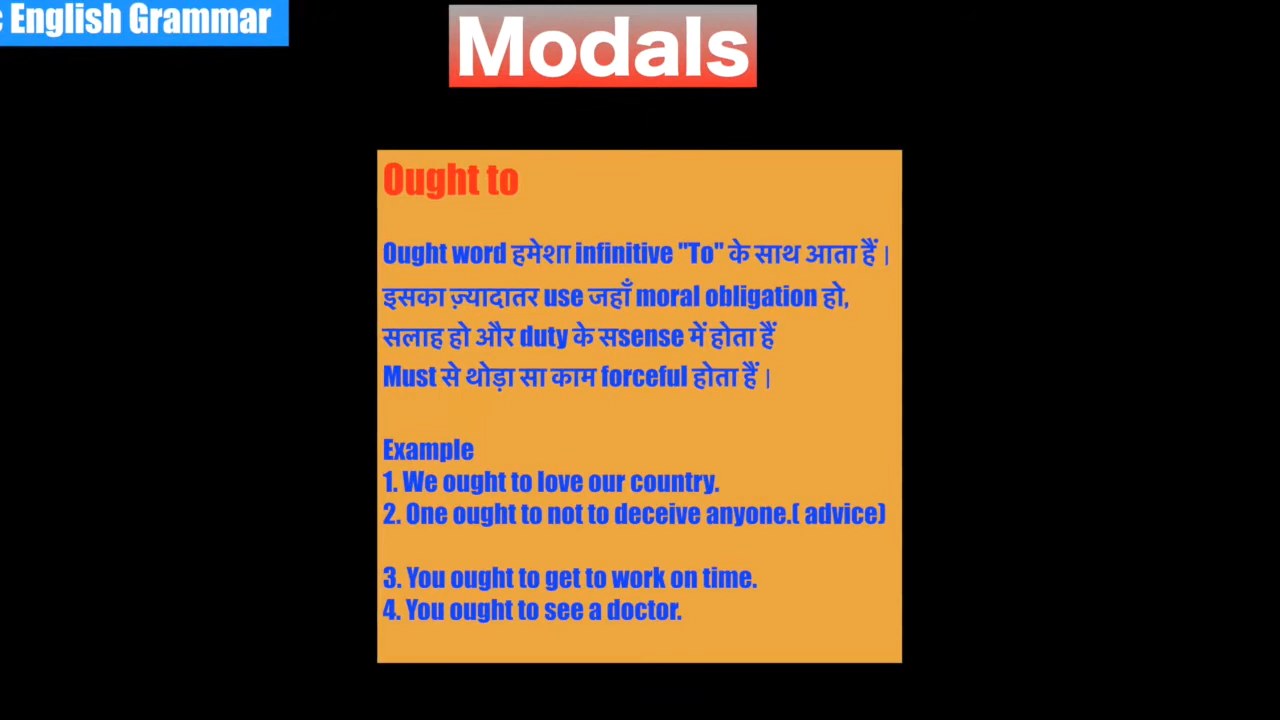 c English Grammar
Modals
Ought to
Ought word हमेशा infinitive "To" के साथ आता हैं |
इसका ज़्यादातर use जहाँ moral obligation हो,
सलाह हो और duty के सsense में होता हैं
Must से थोड़ा सा काम forceful होता हैं |
Example
1. We ought to love our country.
2. One ought to not to deceive anyone.( advice)
3. You ought to get to work on time.
4. You ought to see a doctor.